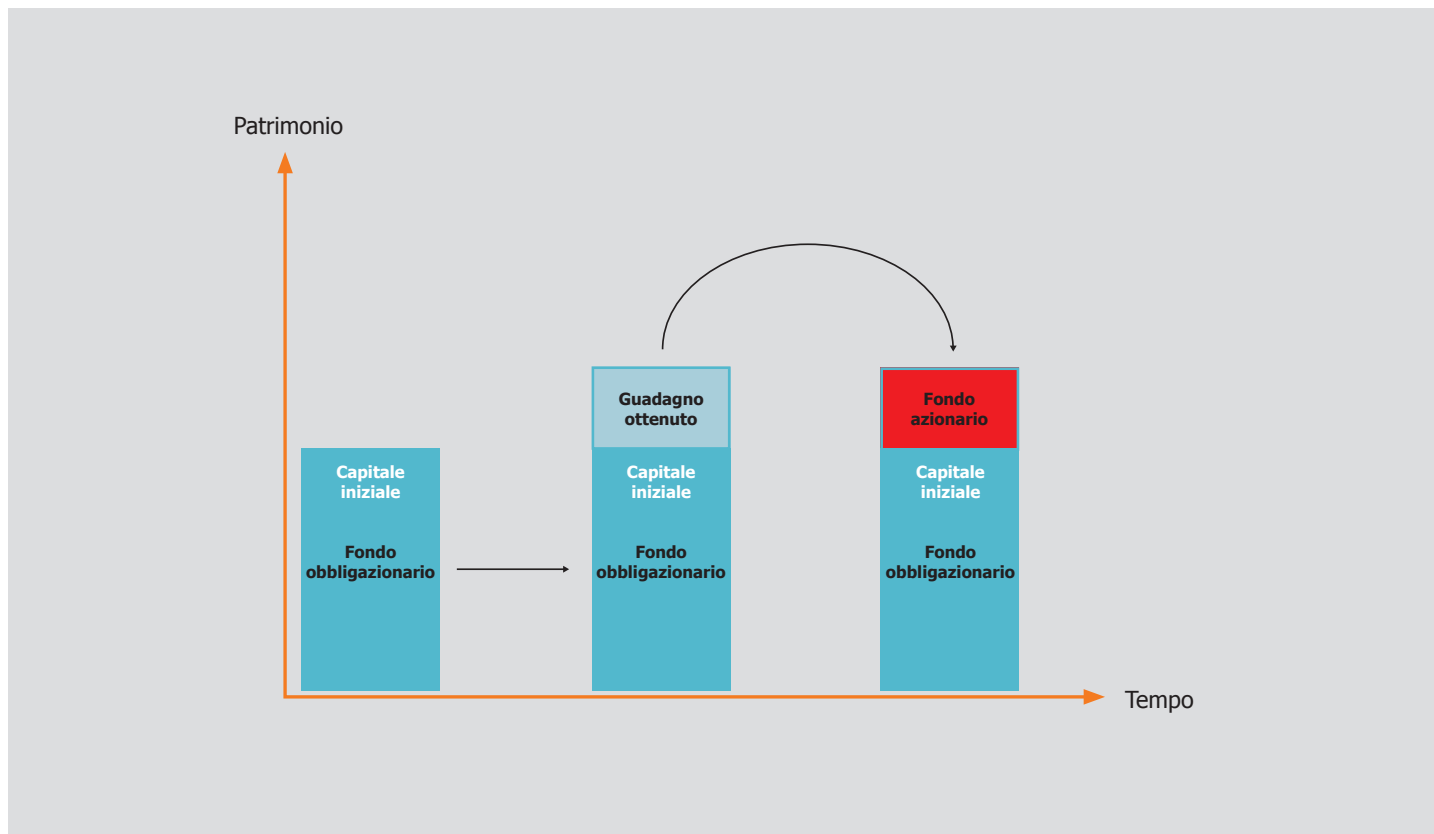 Patrimonio
Guadagno
ottenuto
Fondo
azionario
Capitale
iniziale
Fondo
obbligazionario
Capitale
iniziale
Fondo
obbligazionario
Capitale
iniziale
Fondo
obbligazionario
Tempo